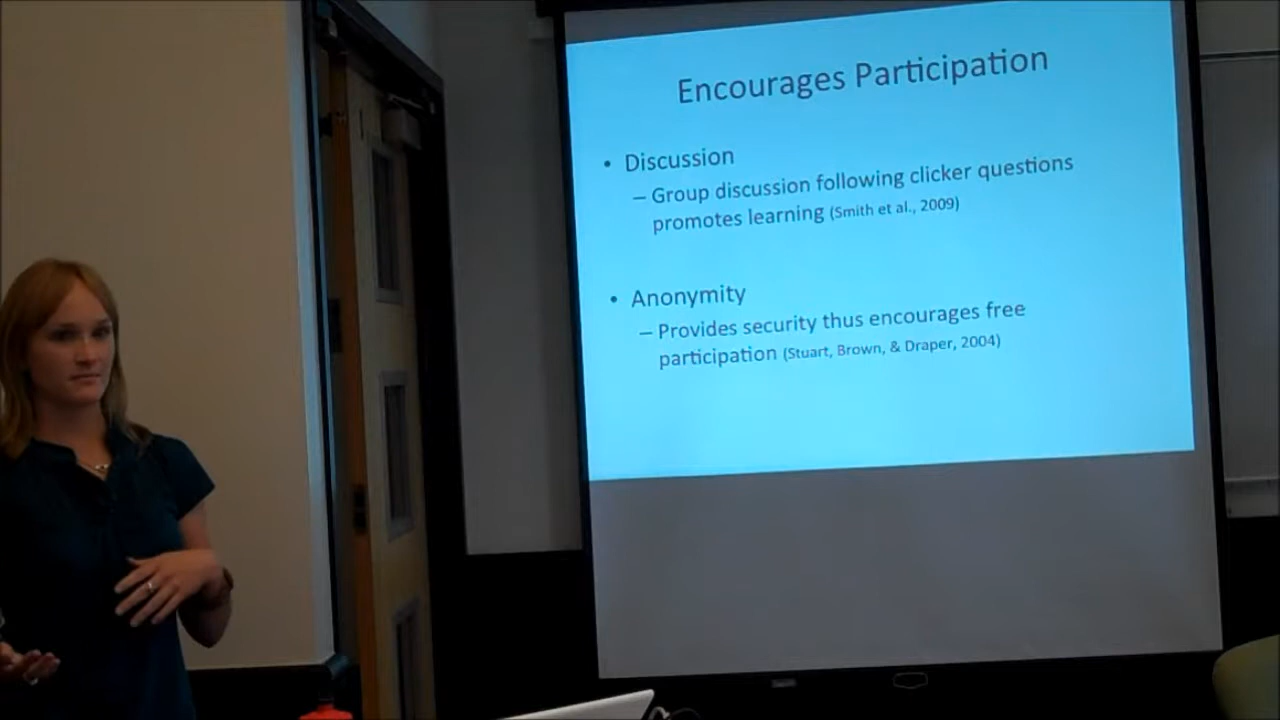 Encourages Participation
• Discussion
– Group discussion following clicker questions
promotes learning (Smith et al., 2009)
• Anonymity
– Provides security thus encourages free
participation (Stuart, Brown, & Draper, 2004)